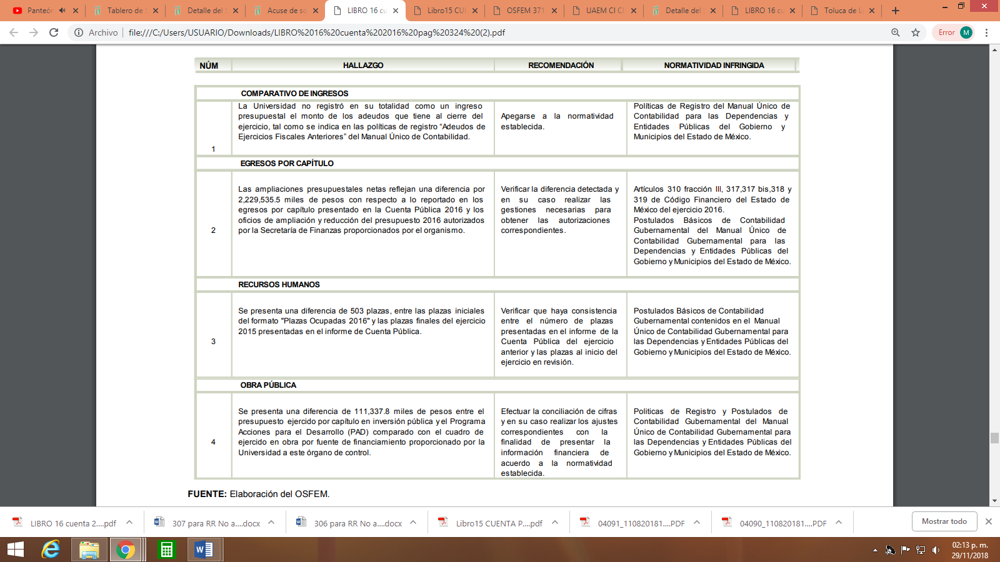 Panteór
Tablero de S
Detalle del S
Acuse de so
LIBRO 16 cu
Libro15 CUE
OSFEM 371
UAEM CI CI
Detalle del S
LIBRO 16 cu
Toluca de L
Archivo
file:///C:/Users/USUARIO/Downloads/LIBRO%2016%20cuenta%202016%20pag%20324%20(2).pdf
Error
M
NÚM HALLAZGO RECOMENDACIÓN NORMATIVIDAD INFRINGIDA
COMPARATIVO DE INGRESOS
1
La Universidad no registró en su totalidad como un ingreso
presupuestal el monto de los adeudos que tiene al cierre del
ejercicio, tal como se indica en las políticas de registro “Adeudos de
Ejercicios Fiscales Anteriores” del Manual Único de Contabilidad.
Apegarse a la normatividad
establecida.
Políticas de Registro del Manual Único de
Contabilidad para las Dependencias y
Entidades Públicas del Gobierno y
Municipios del Estado de México.
EGRESOS POR CAPÍTULO
2
Las ampliaciones presupuestales netas reflejan una diferencia por
2,229,535.5 miles de pesos con respecto a lo reportado en los
egresos por capítulo presentado en la Cuenta Pública 2016 y los
oficios de ampliación y reducción del presupuesto 2016 autorizados
por la Secretaría de Finanzas proporcionados por el organismo.
Verificar la diferencia detectada y
en su caso realizar las
gestiones necesarias para
obtener las autorizaciones
correspondientes.
Artículos 310 fracción III, 317,317 bis,318 y
319 de Código Financiero del Estado de
México del ejercicio 2016.
Postulados Básicos de Contabilidad
Gubernamental del Manual Único de
Contabilidad Gubernamental para las
Dependencias y Entidades Públicas del
Gobierno y Municipios del Estado de México.
RECURSOS HUMANOS
3
Se presenta una diferencia de 503 plazas, entre las plazas iniciales
del formato "Plazas Ocupadas 2016" y las plazas finales del ejercicio
2015 presentadas en el informe de Cuenta Pública.
Verificar que haya consistencia
entre el número de plazas
presentadas en el informe de la
Cuenta Pública del ejercicio
anterior y las plazas al inicio del
ejercicio en revisión.
Postulados Básicos de Contabilidad
Gubernamental contenidos en el Manual
Único de Contabilidad Gubernamental para
las Dependencias y Entidades Públicas del
Gobierno y Municipios del Estado de México.
OBRA PÚBLICA
4
Se presenta una diferencia de 111,337.8 miles de pesos entre el
presupuesto ejercido por capítulo en inversión pública y el Programa
Acciones para el Desarrollo (PAD) comparado con el cuadro de
ejercido en obra por fuente de financiamiento proporcionado por la
Universidad a este órgano de control.
Efectuar la conciliación de cifras
y en su caso realizar los ajustes
correspondientes con la
finalidad de presentar la
información financiera de
acuerdo a la normatividad
establecida.
Politicas de Registro y Postulados de
Contabilidad Gubernamental del Manual
Único de Contabilidad Gubernamental para
las Dependencias y Entidades Públicas del
Gobierno y Municipios del Estado de México.
FUENTE: Elaboración del OSFEM.
LIBRO 16 cuenta 2....pdf
307 para RR No a....docx
306 para RR No a....docx
Libro15 CUENTA P....pdf
04091_110820181....PDF
04090_110820181....PDF
Mostrar todo
02:13 p. m.
29/11/2018